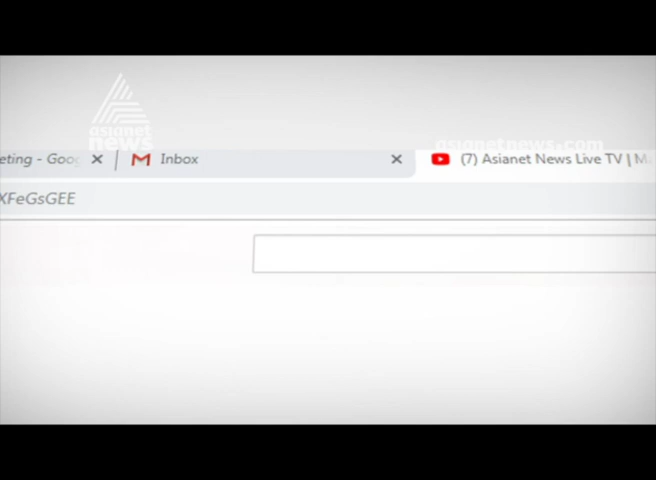 asianet
news
asianetnews.com
eting - Goog
Inbox
(7) Asianet News Live TV | M
XFeGsGEE